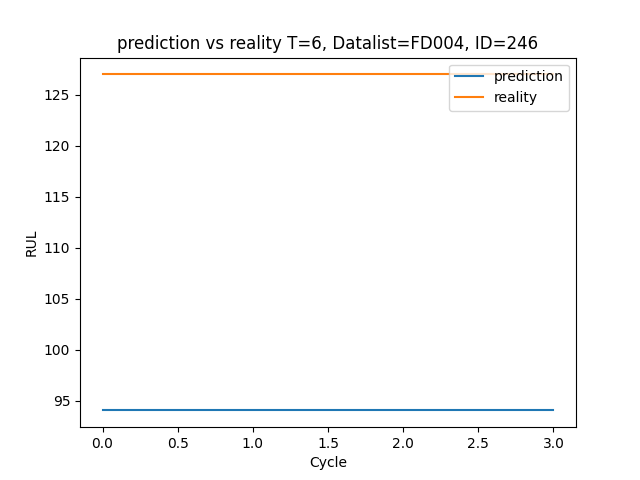 prediction vs reality T=6, Datalist=FD004, ID=246
prediction
reality
125
120
115
110
105
100
95
RUL
0.0 0.5 1.0 1.5 2.0 2.5 3.0
Cycle